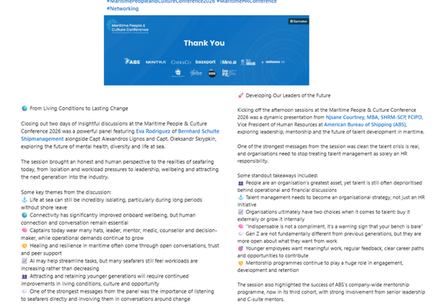 #MaritimePeopleandCultureConference2026 #MaritimeHRConference
#Networking
Maritime People &
Culture Conference
Thank You
ABS
MINTRA
bassport
🌍 From Living Conditions to Lasting Change
Closing out two days of insightful discussions at the Maritime People & Culture
Conference 2026 was a powerful panel featuring Eva Rodriguez of Bernhard Schulte
Shipmanagement alongside Capt Alexandros Lignos and Capt. Oleksandr Skrypkin,
exploring the future of mental health, diversity and life at sea.
The session brought an honest and human perspective to the realities of seafaring
today, from isolation and workload pressures to leadership, wellbeing and attracting
the next generation into the industry.
Some key themes from the discussion:
⚓ Life at sea can still be incredibly isolating, particularly during long periods
without shore leave
🌐 Connectivity has significantly improved onboard wellbeing, but human
connection and conversation remain essential
🧠 Captains today wear many hats, leader, mentor, medic, counselor and decision-
maker, while operational demands continue to grow
🤝 Healing and resilience in maritime often come through open conversations, trust
and peer support
📈 AI may help streamline tasks, but many seafarers still feel workloads are
increasing rather than decreasing
👥 Attracting and retaining younger generations will require continued
improvements in living conditions, culture and opportunity
💡 One of the strongest messages from the panel was the importance of listening
to seafarers directly and involving them in conversations around change
🚀 Developing Our Leaders of the Future
Kicking off the afternoon sessions at the Maritime People & Culture Conference
2026 was a dynamic presentation from Njsane Courtney, MBA, SHRM-SCP, FCIPD,
Vice President of Human Resources at American Bureau of Shipping (ABS),
exploring leadership, mentorship and the future of talent development in maritime.
One of the strongest messages from the session was clear talent crisis is real,
and organisations need to stop treating talent management as solely an HR
responsibility.
Some standout takeaways included:
👥 People are an organisation's greatest asset, yet talent is still often deprioritised
behind operational and financial discussions
⚓ Talent management needs to become an organisational strategy, not just an HR
initiative
📈 Organisations ultimately have two choices when it comes to talent: buy it
externally or grow it internally
🧠 "Indispensable is not a compliment, it's a warning sign that your bench is bare"
💡 Gen Z are not fundamentally different from previous generations, but they are
more open about what they want from work
🎯 Younger employees want meaningful work, regular feedback, clear career paths
and opportunities to contribute
🤝 Mentorship programmes continue to play a huge role in engagement,
development and retention
The session also highlighted the success of ABS's company-wide mentorship
programme, now in its third cohort, with strong involvement from senior leadership
and C-suite mentors.